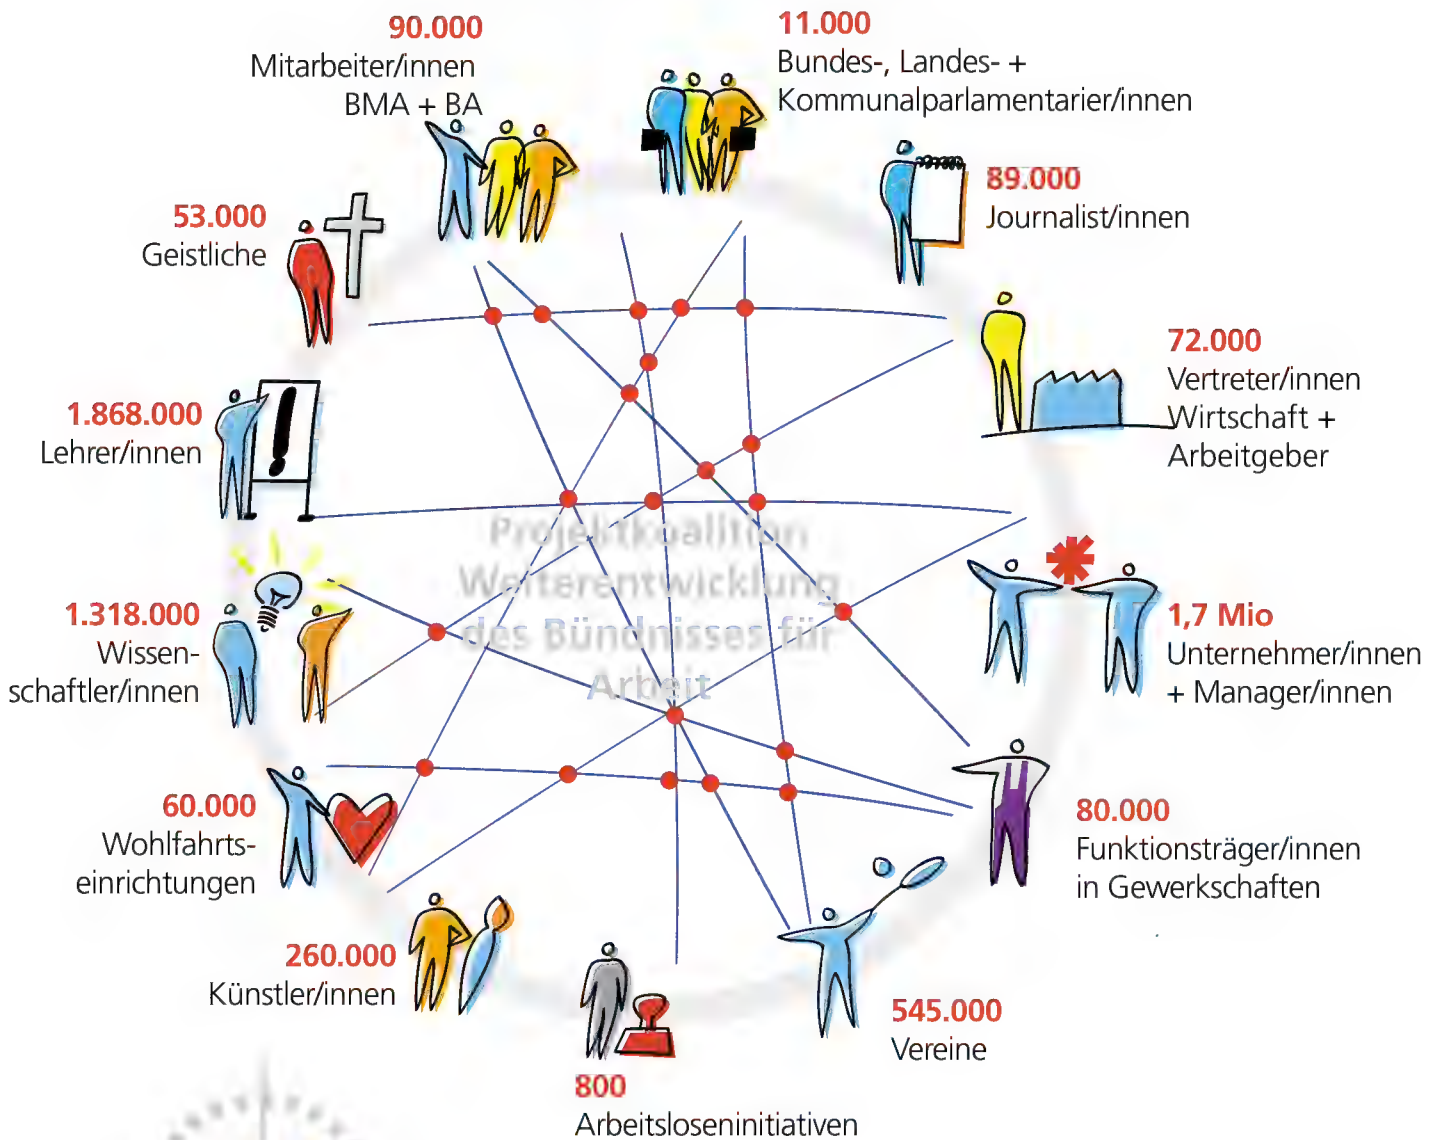 90.000
Mitarbeiter/innen
BMA + BA
11.000
Bundes-, Landes- +
Kommunalparlamentarier/innen
89.000
Journalist/innen
53.000
Geistliche
72.000
Vertreter/innen
Wirtschaft +
Arbeitgeber
1.868.000
Lehrer/innen
Projektkoalition
Weiterentwicklung
des Bündnisses für
Arbeit
1.318.000
Wissen-
schaftler/innen
1,7 Mio
Unternehmer/innen
+ Manager/innen
60.000
Wohlfahrts-
einrichtungen
80.000
Funktionsträger/innen
in Gewerkschaften
260.000
Künstler/innen
545.000
Vereine
800
Arbeitsloseninitiativen